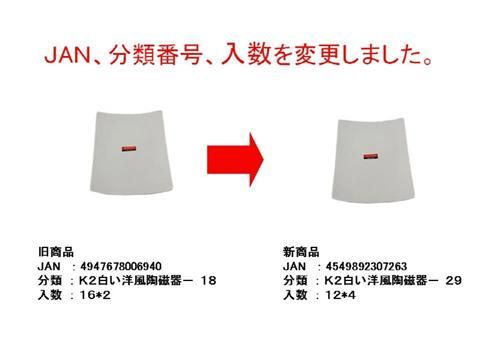 JAN、分類番号、入数を変更しました。
旧商品
JAN ：4947678006940
分類：K2白い洋風陶磁器ー 18
入数：16*2
新商品
JAN ：4549892307263
分類：K2白い洋風陶磁器ー 29
入数：12*4